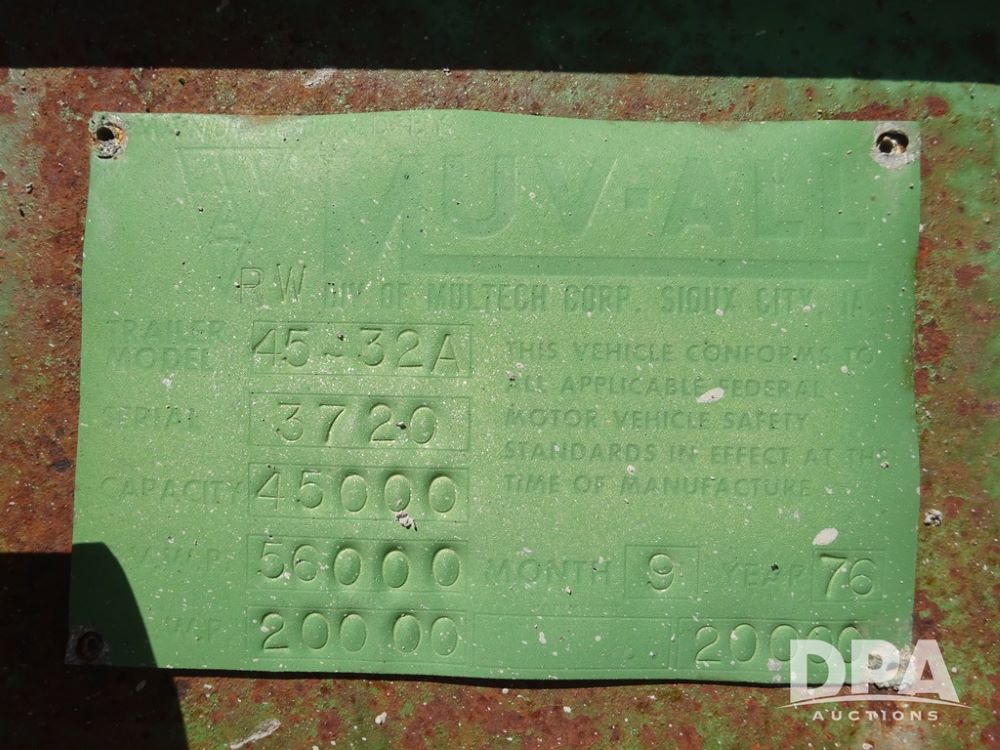 MUV-ALL
RW DIV OF MULTECH CORP. SIOUX CITY, IA.
TRAILER MODEL 45-32A
SERIAL 3720
CAPACITY 45000
THIS VEHICLE CONFORMS TO
ALL APPLICABLE FEDERAL
MOTOR VEHICLE SAFETY
STANDARDS IN EFFECT AT THE
TIME OF MANUFACTURE
56000 MONTH 9 YEAR 76
20000 20000
DPA
AUCTIONS